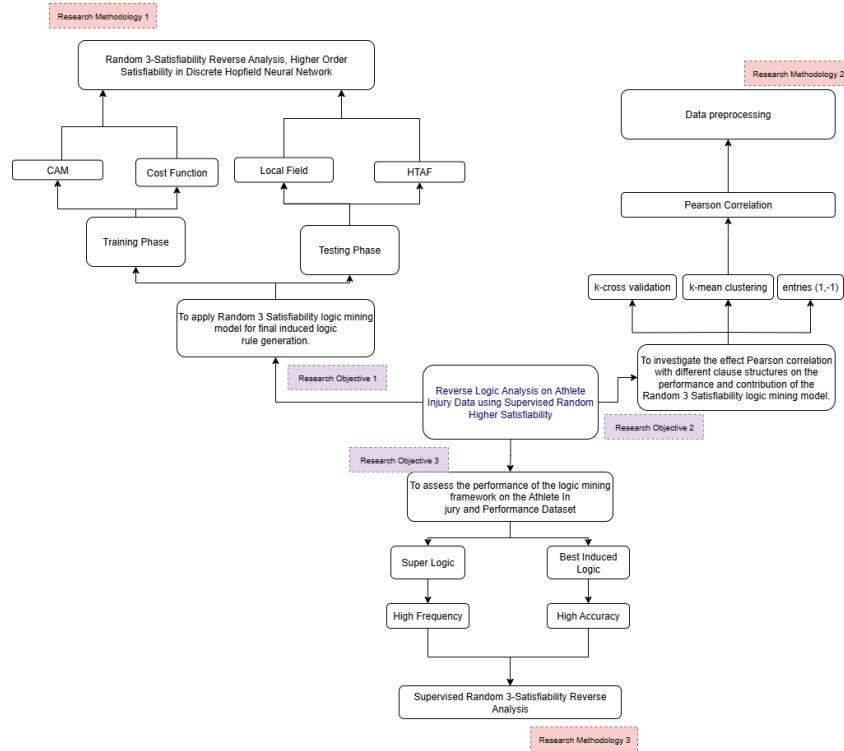 Research Methodology 1
Random 3-Satisfiability Reverse Analysis, Higher Order
Satisfiability in Discrete Hopfield Neural Network
Research Methodology 2
Data preprocessing
CAM
Cost Function
Local Field
HTAF
Pearson Correlation
Training Phase
Testing Phase
k-cross validation
k-mean clustering
entries (1,-1)
To apply Random 3 Satisfiability logic mining
model for final induced logic
rule generation.
To investigate the effect Pearson correlation
with different clause structures on the
performance and contribution of the
Random 3 Satisfiability logic mining model.
Research Objective 1
Reverse Logic Analysis on Athlete
Injury Data using Supervised Random
Higher Satisfiability
Research Objective 2
Research Objective 3
To assess the performance of the logic mining
framework on the Athlete In
jury and Performance Dataset
Super Logic
Best Induced
Logic
High Frequency
High Accuracy
Supervised Random 3-Satisfiability Reverse
Analysis
Research Methodology 3